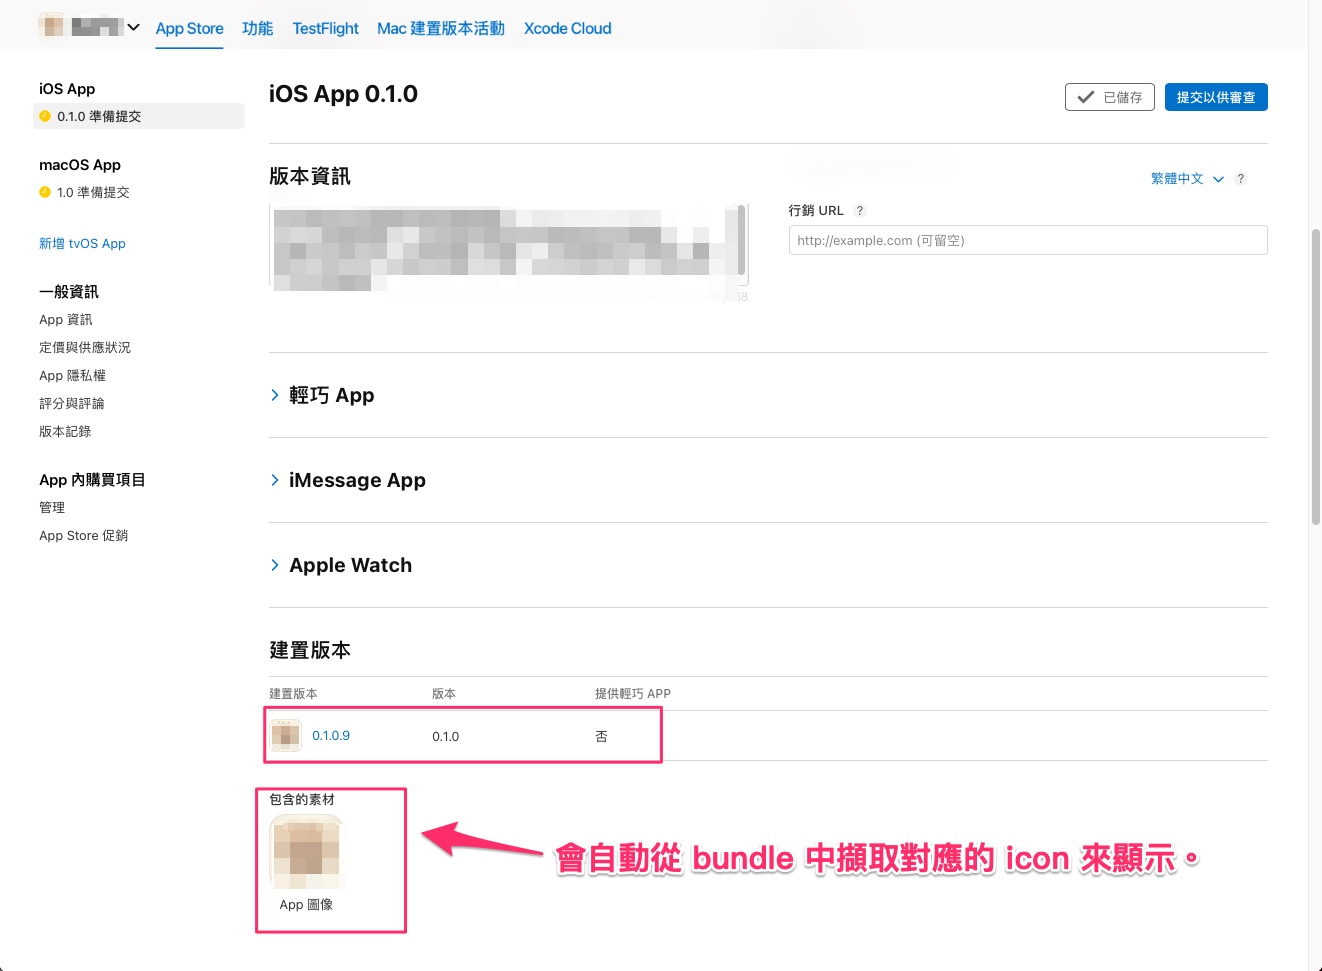 App Store 功能 TestFlight Mac 建置版本活動 Xcode Cloud
iOS App
0.1.0 準備提交
macOS App
1.0 準備提交
新增 tvOS App
一般資訊
App 資訊
定價與供應狀況
App 隱私權
評分與評論
版本記錄
App 內購買項目
管理
App Store 促銷
iOS App 0.1.0
已儲存
提交以供審查
版本資訊
繁體中文 ?
行銷 URL ?
http://example.com (可留空)
輕巧 App
iMessage App
Apple Watch
建置版本
建置版本 版本 提供輕巧 APP
0.1.0.9 0.1.0 否
包含的素材
App 圖像
會自動從 bundle 中擷取對應的 icon 來顯示。